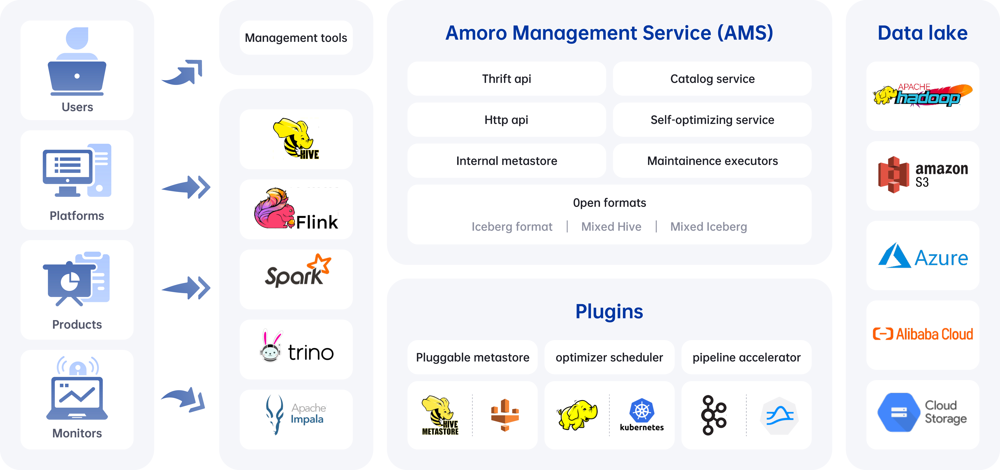 Users
Platforms
Products
Monitors
Management tools
HIVE
Flink
Spark
trino
Apache
Impala
Amoro Management Service (AMS)
Thrift api
Catalog service
Http api
Self-optimizing service
Internal metastore
Maintainence executors
0pen formats
Iceberg format | Mixed Hive | Mixed Iceberg
Plugins
Pluggable metastore
optimizer scheduler
pipeline accelerator
HIVE
METASTORE
kubernetes
Data lake
APACHE
hadoop
amazon
S3
Azure
Alibaba Cloud
Cloud
Storage